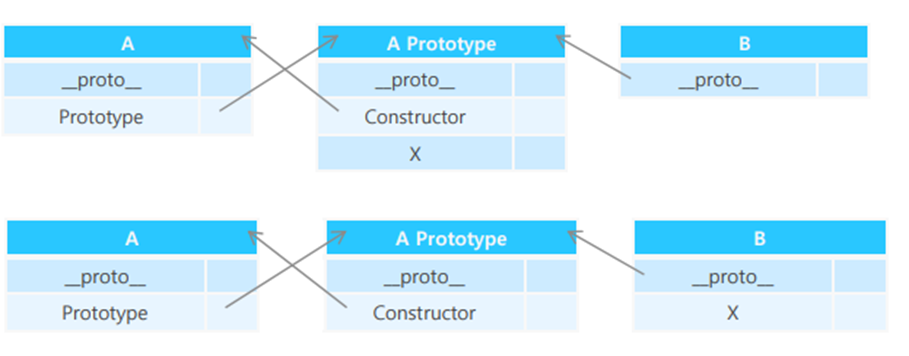 A
__proto__
Prototype
A Prototype
__proto__
Constructor
X
B
__proto__
A
__proto__
Prototype
A Prototype
__proto__
Constructor
B
__proto__
X